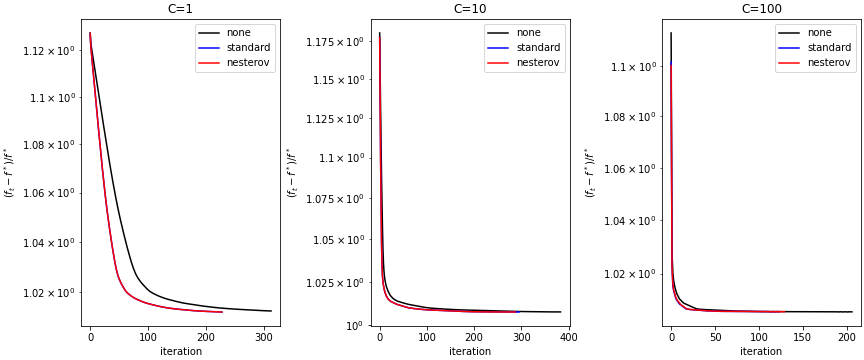 C=1
none
standard
nesterov
1.12 × 10⁰
1.1 × 10⁰
1.08 × 10⁰
1.06 × 10⁰
1.04 × 10⁰
1.02 × 10⁰
(f_t − f*)/f*
0 100 200 300
iteration
C=10
none
standard
nesterov
1.175 × 10⁰
1.15 × 10⁰
1.125 × 10⁰
1.1 × 10⁰
1.075 × 10⁰
1.05 × 10⁰
1.025 × 10⁰
10⁰
(f_t − f*)/f*
0 100 200 300 400
iteration
C=100
none
standard
nesterov
1.1 × 10⁰
1.08 × 10⁰
1.06 × 10⁰
1.04 × 10⁰
1.02 × 10⁰
(f_t − f*)/f*
0 50 100 150 200
iteration